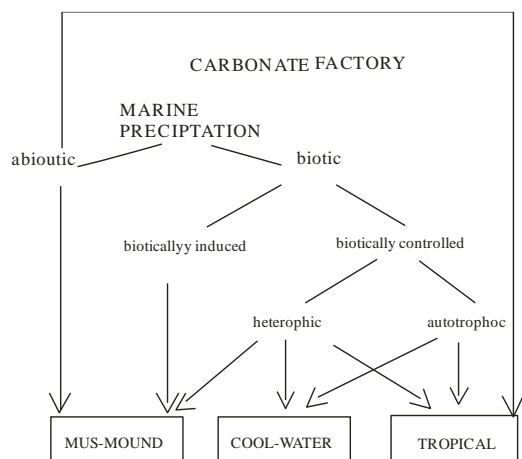 CARBONATE FACTORY
MARINE
PRECIPTATION
abioutic
biotic
bioticallyy induced
biotically controlled
heterophic
autotrophoc
MUS-MOUND
COOL-WATER
TROPICAL